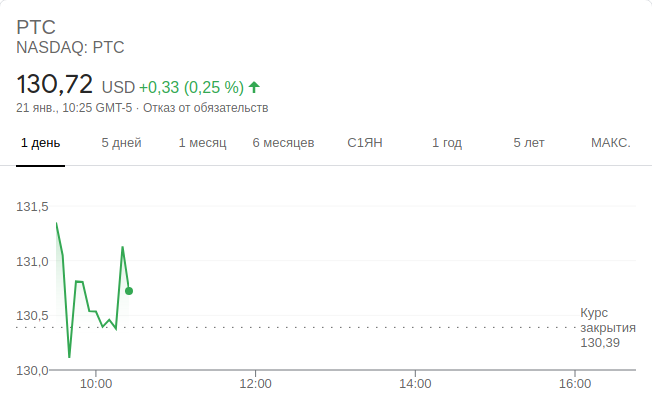 PTC
NASDAQ: PTC
130,72 USD +0,33 (0,25 %)
21 янв., 10:25 GMT-5 · Отказ от обязательств
1 день 5 дней 1 месяц 6 месяцев С1ЯН 1 год 5 лет МАКС.
131,5
131,0
130,5
Курс
закрытия
130,39
130,0
10:00 12:00 14:00 16:00